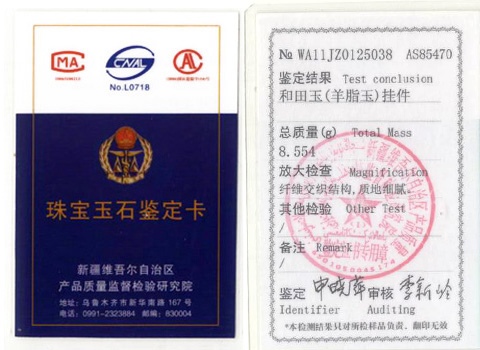 MA
CNAL
AL
No.L0718
珠宝玉石鉴定卡
新疆维吾尔自治区
产品质量监督检验研究院
地址: 乌鲁木齐市新华南路 167 号
电话: 0991-2323884 邮编: 830004
№ WA11JZ0125038 AS85470
鉴定结果 Test conclusion
和田玉(羊脂玉)挂件
总质量(g) Total Mass
8.554
放大检查 Magnification
纤维交织结构,质地细腻。
其他检验 Other Test
/
备注 Remark
/
鉴定 审核
Identifier Auditing
*本检测结果只对所检样品负责,翻印无效